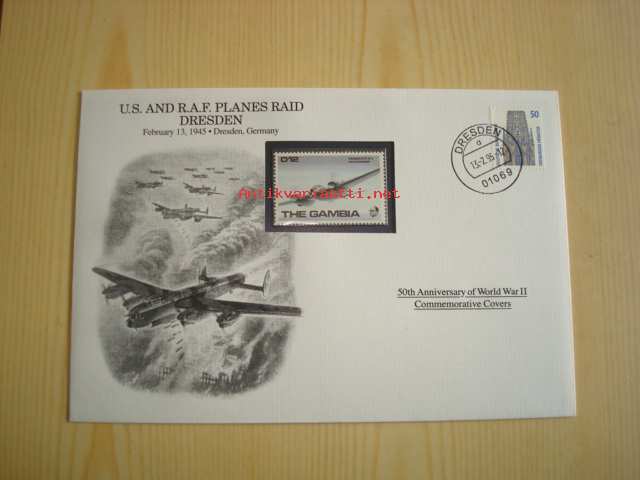 U.S. AND R.A.F. PLANES RAID
DRESDEN
February 13, 1945 • Dresden, Germany
D12
THE GAMBIA
Antikvariaatti.net
DRESDEN
a
01069
50
50th Anniversary of World War II
Commemorative Covers